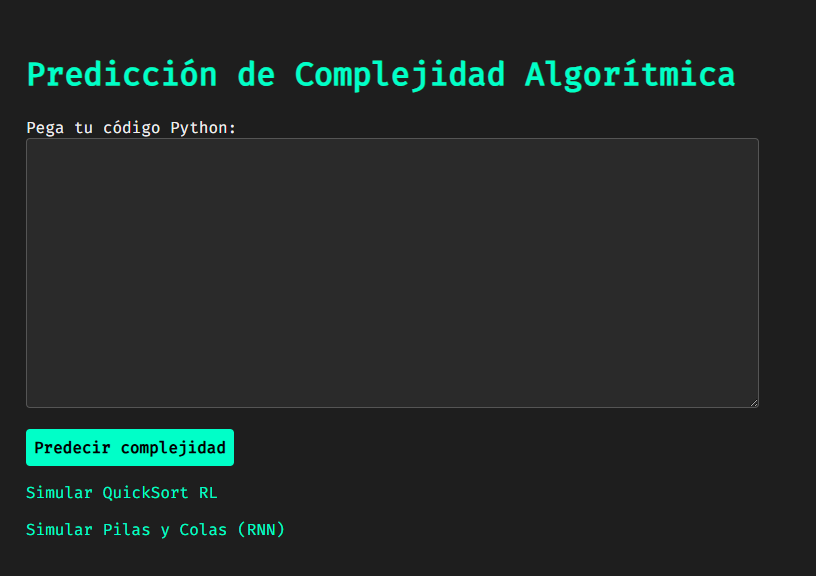 Predicción de Complejidad Algorítmica
Pega tu código Python:
Predecir complejidad
Simular QuickSort RL
Simular Pilas y Colas (RNN)